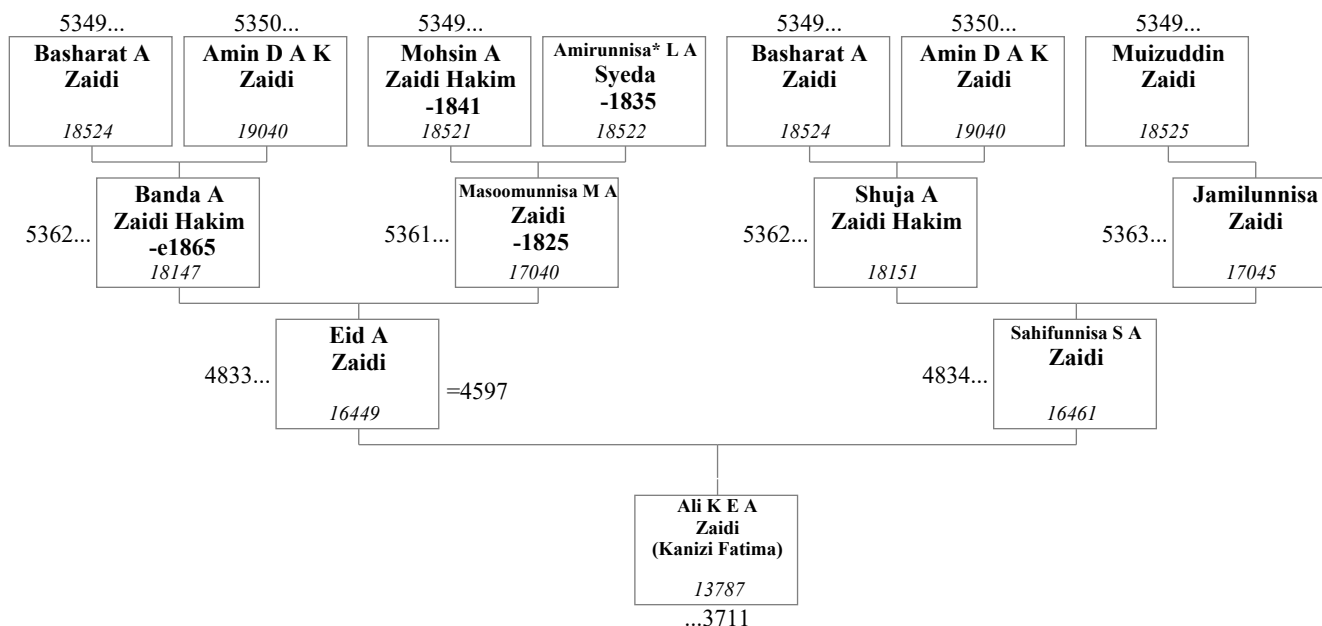 5349...
5350...
5349...
5349...
5350...
5349...
Basharat A
Zaidi
18524
Amin D A K
Zaidi
19040
Mohsin A
Zaidi Hakim
-1841
18521
Amirunnisa* L A
Syeda
-1835
18522
Basharat A
Zaidi
18524
Amin D A K
Zaidi
19040
Muizuddin
Zaidi
18525
5362...
Banda A
Zaidi Hakim
-e1865
18147
5361...
Masoomunnisa M A
Zaidi
-1825
17040
5362...
Shuja A
Zaidi Hakim
18151
5363...
Jamilunnisa
Zaidi
17045
4833...
Eid A
Zaidi
16449
=4597
4834...
Sahifunnisa S A
Zaidi
16461
Ali K E A
Zaidi
(Kanizi Fatima)
13787
...3711